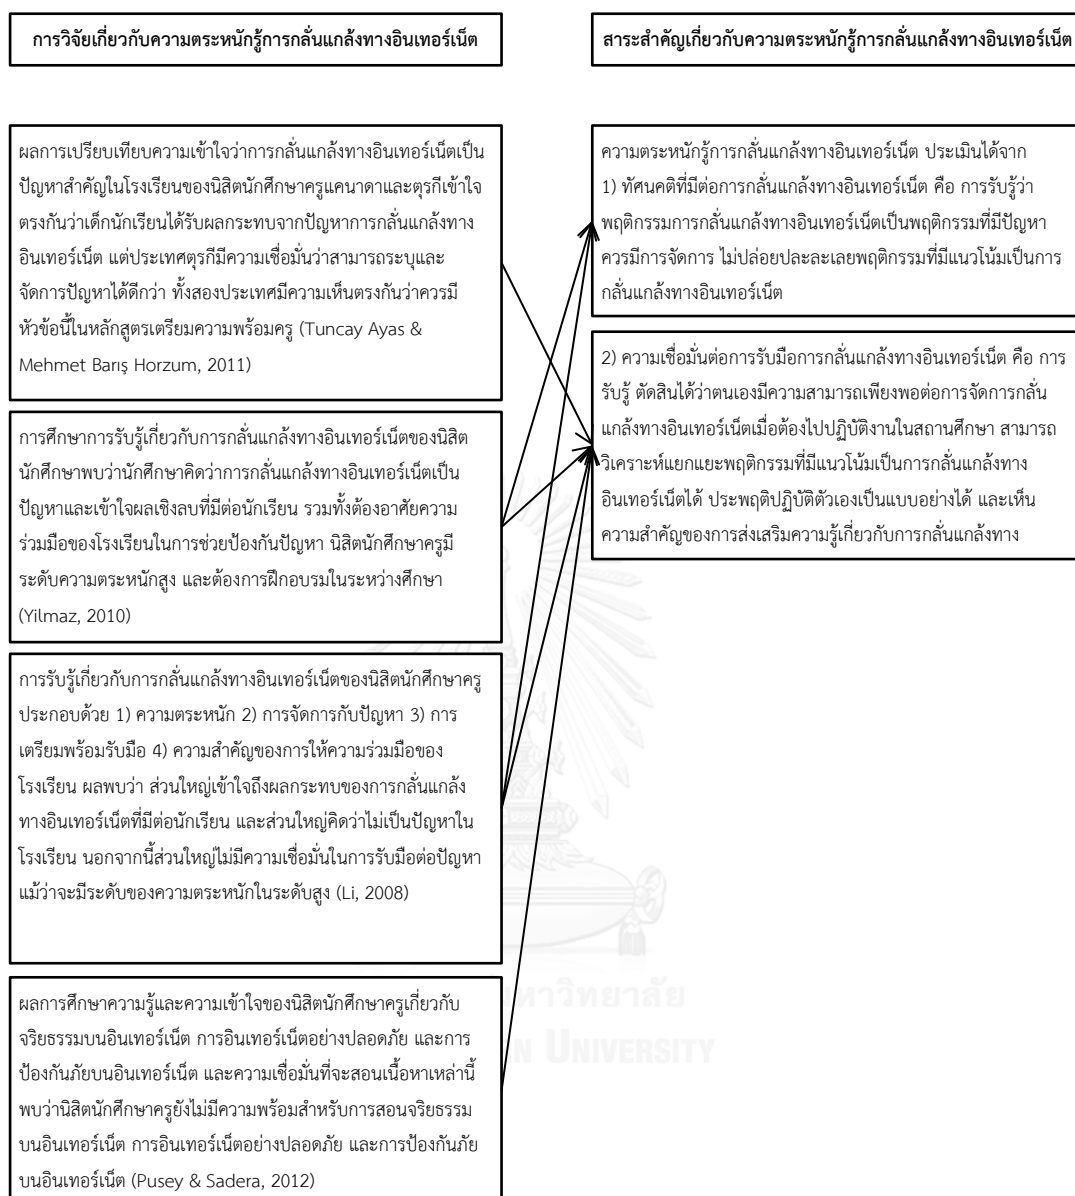 การวิจัยเกี่ยวกับความตระหนักรู้การกลั่นแกล้งทางอินเทอร์เน็ต
สาระสำคัญเกี่ยวกับความตระหนักรู้การกลั่นแกล้งทางอินเทอร์เน็ต
ผลการเปรียบเทียบความเข้าใจว่าการกลั่นแกล้งทางอินเทอร์เน็ตเป็น
ปัญหาสำคัญในโรงเรียนของนิสิตนักศึกษาครูแคนาดาและตุรกีเข้าใจ
ตรงกันว่าเด็กนักเรียนได้รับผลกระทบจากปัญหาการกลั่นแกล้งทาง
อินเทอร์เน็ต แต่ประเทศตุรกีมีความเชื่อมั่นว่าสามารถระบุและ
จัดการปัญหาได้ดีกว่า ทั้งสองประเทศมีความเห็นตรงกันว่าควรมี
หัวข้อนี้ในหลักสูตรเตรียมความพร้อมครู (Tuncay Ayas &
Mehmet Barış Horzum, 2011)
การศึกษาการรับรู้เกี่ยวกับการกลั่นแกล้งทางอินเทอร์เน็ตของนิสิต
นักศึกษาพบว่านักศึกษาคิดว่าการกลั่นแกล้งทางอินเทอร์เน็ตเป็น
ปัญหาและเข้าใจผลเชิงลบที่มีต่อนักเรียน รวมทั้งต้องอาศัยความ
ร่วมมือของโรงเรียนในการช่วยป้องกันปัญหา นิสิตนักศึกษาครูมี
ระดับความตระหนักสูง และต้องการฝึกอบรมในระหว่างศึกษา
(Yilmaz, 2010)
การรับรู้เกี่ยวกับการกลั่นแกล้งทางอินเทอร์เน็ตของนิสิตนักศึกษาครู
ประกอบด้วย 1) ความตระหนัก 2) การจัดการกับปัญหา 3) การ
เตรียมพร้อมรับมือ 4) ความสำคัญของการให้ความร่วมมือของ
โรงเรียน ผลพบว่า ส่วนใหญ่เข้าใจถึงผลกระทบของการกลั่นแกล้ง
ทางอินเทอร์เน็ตที่มีต่อนักเรียน และส่วนใหญ่คิดว่าไม่เป็นปัญหาใน
โรงเรียน นอกจากนี้ส่วนใหญ่ไม่มีความเชื่อมั่นในการรับมือต่อปัญหา
แม้ว่าจะมีระดับของความตระหนักในระดับสูง (Li, 2008)
ผลการศึกษาความรู้และความเข้าใจของนิสิตนักศึกษาครูเกี่ยวกับ
จริยธรรมบนอินเทอร์เน็ต การอินเทอร์เน็ตอย่างปลอดภัย และการ
ป้องกันภัยบนอินเทอร์เน็ต และความเชื่อมั่นที่จะสอนเนื้อหาเหล่านี้
พบว่านิสิตนักศึกษาครูยังไม่มีความพร้อมสำหรับการสอนจริยธรรม
บนอินเทอร์เน็ต การอินเทอร์เน็ตอย่างปลอดภัย และการป้องกันภัย
บนอินเทอร์เน็ต (Pusey & Sadera, 2012)
ความตระหนักรู้การกลั่นแกล้งทางอินเทอร์เน็ต ประเมินได้จาก
1) ทัศนคติที่มีต่อการกลั่นแกล้งทางอินเทอร์เน็ต คือ การรับรู้ว่า
พฤติกรรมการกลั่นแกล้งทางอินเทอร์เน็ตเป็นพฤติกรรมที่มีปัญหา
ควรมีการจัดการ ไม่ปล่อยปละละเลยพฤติกรรมที่มีแนวโน้มเป็นการ
กลั่นแกล้งทางอินเทอร์เน็ต
2) ความเชื่อมั่นต่อการรับมือการกลั่นแกล้งทางอินเทอร์เน็ต คือ การ
รับรู้ ตัดสินได้ว่าตนเองมีความสามารถเพียงพอต่อการจัดการกลั่น
แกล้งทางอินเทอร์เน็ตเมื่อต้องไปปฏิบัติงานในสถานศึกษา สามารถ
วิเคราะห์แยกแยะพฤติกรรมที่มีแนวโน้มเป็นการกลั่นแกล้งทาง
อินเทอร์เน็ตได้ ประพฤติปฏิบัติตัวเองเป็นแบบอย่างได้ และเห็น
ความสำคัญของการส่งเสริมความรู้เกี่ยวกับการกลั่นแกล้งทาง
หาวิทยาลัย
N UNIVERSITY